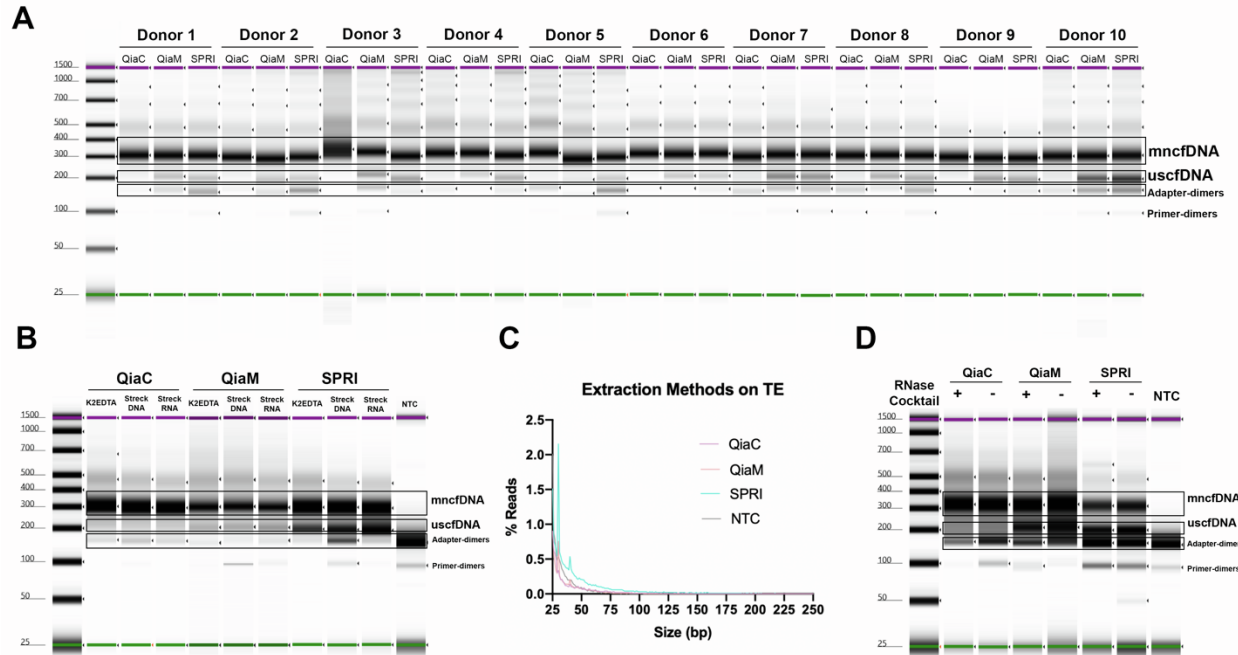 A
Donor 1 Donor 2 Donor 3 Donor 4 Donor 5 Donor 6 Donor 7 Donor 8 Donor 9 Donor 10
QiaC QiaM SPRI QiaC QiaM SPRI QiaC QiaM SPRI QiaC QiaM SPRI QiaC QiaM SPRI QiaC QiaM SPRI QiaC QiaM SPRI QiaC QiaM SPRI QiaC QiaM SPRI QiaC QiaM SPRI
1500
1000
700
500
400
300
200
100
50
25
mncfDNA
uscfDNA
Adapter-dimers
Primer-dimers
B
QiaC QiaM SPRI
K2EDTA Streck DNA Streck RNA K2EDTA Streck DNA Streck RNA K2EDTA Streck DNA Streck RNA NTC
1500
1000
700
500
400
300
200
100
50
25
mncfDNA
uscfDNA
Adapter-dimers
Primer-dimers
C
Extraction Methods on TE
% Reads
2.5
2.0
1.5
1.0
0.5
0.0
QiaC
QiaM
SPRI
NTC
25 50 75 100 125 150 175 200 225 250
Size (bp)
D
QiaC QiaM SPRI
RNase
Cocktail
+ - + - + - NTC
1500
1000
700
500
400
300
200
100
50
25
mncfDNA
uscfDNA
Adapter-dimers
Primer-dimers